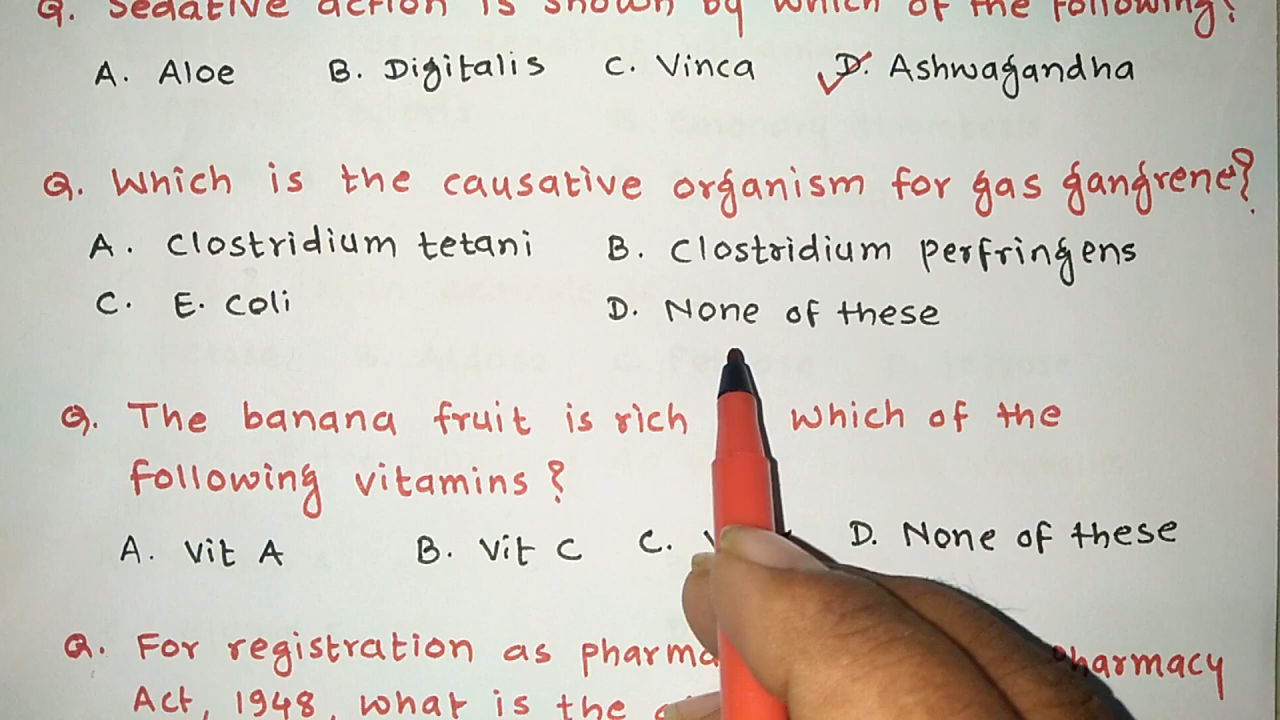 Q. Sedative action is shown by which of the following?
A. Aloe B. Digitalis C. Vinca D. Ashwagandha
Q. Which is the causative organism for gas gangrene?
A. Clostridium tetani B. Clostridium perfringens
C. E. coli D. None of these
Q. The banana fruit is rich which of the
following vitamins?
A. Vit A B. Vit C C. D. None of these
Q. For registration as Pharmacy
Act, 1948, what is the